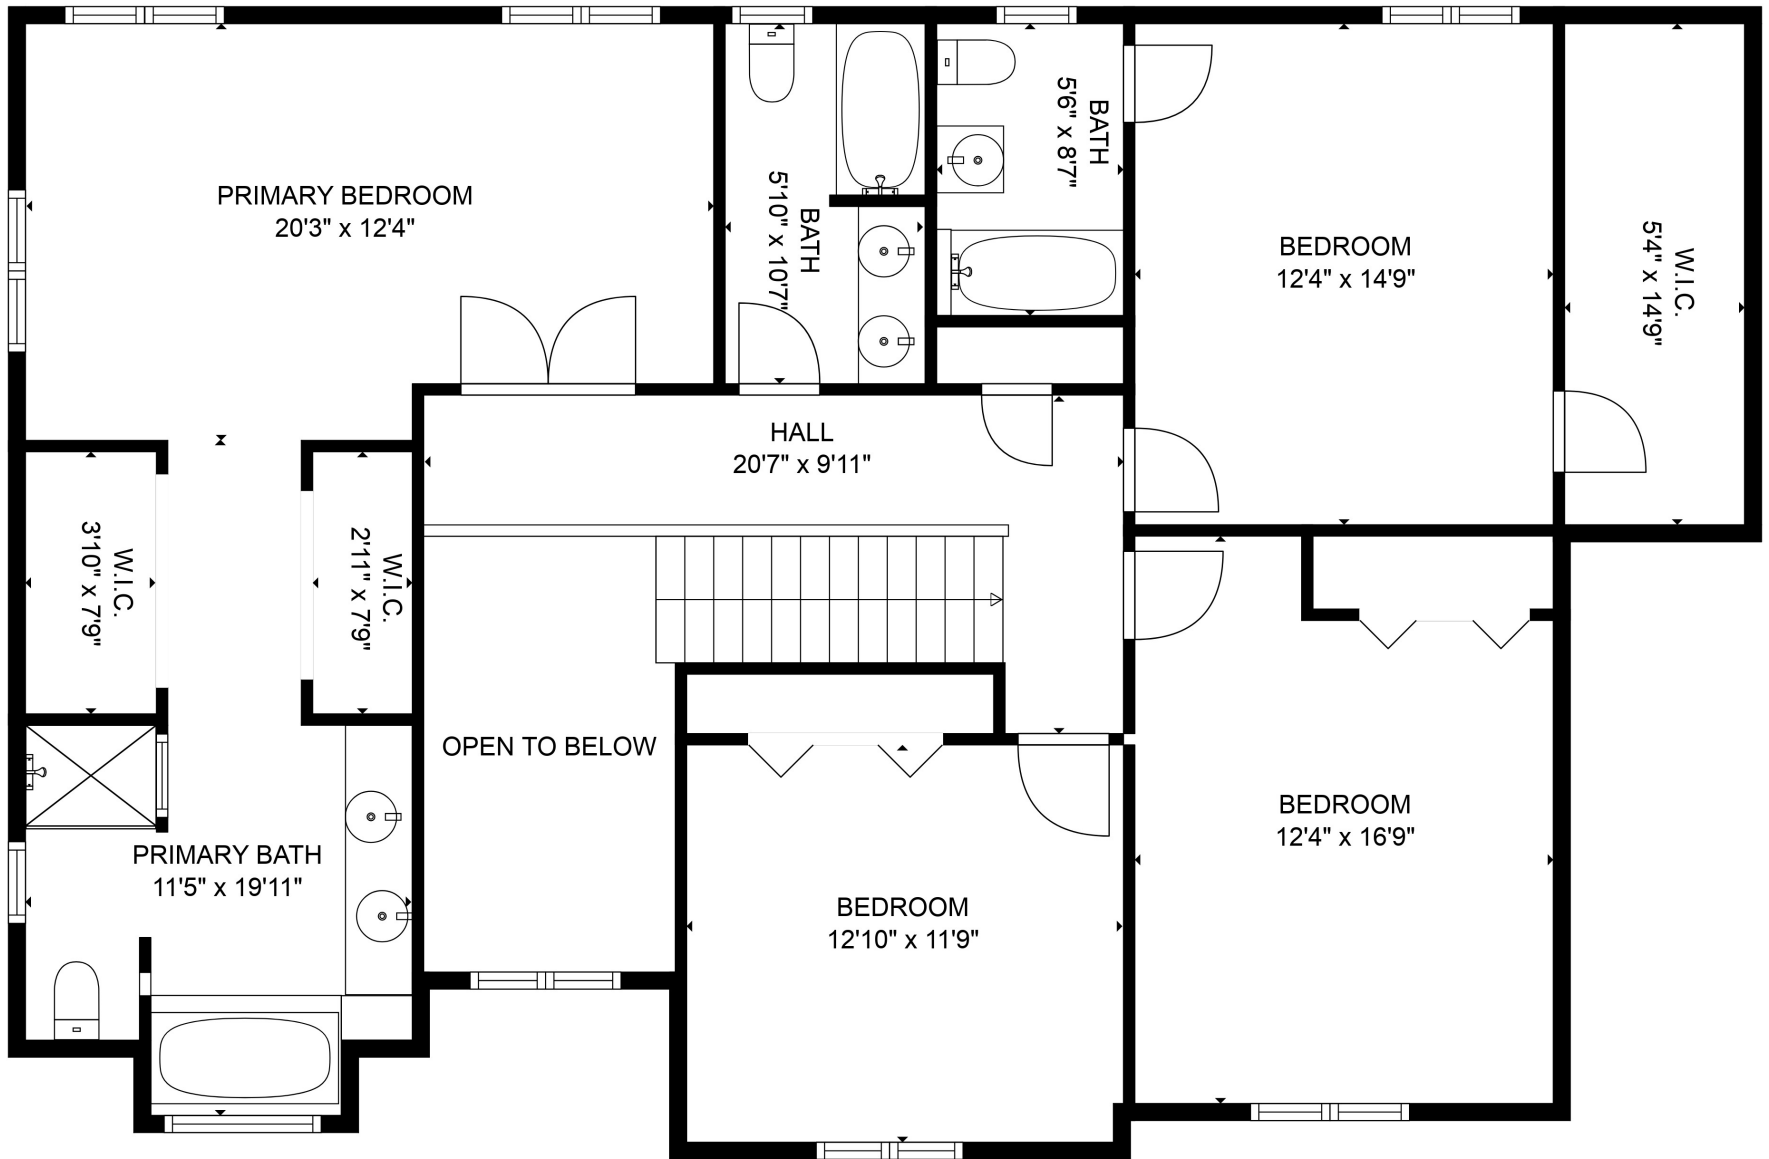 PRIMARY BEDROOM
20'3" x 12'4"
BATH
5'10" x 10'7"
BATH
5'6" x 8'7"
BEDROOM
12'4" x 14'9"
W.I.C.
5'4" x 14'9"
HALL
20'7" x 9'11"
W.I.C.
3'10" x 7'9"
W.I.C.
2'11" x 7'9"
OPEN TO BELOW
PRIMARY BATH
11'5" x 19'11"
BEDROOM
12'10" x 11'9"
BEDROOM
12'4" x 16'9"